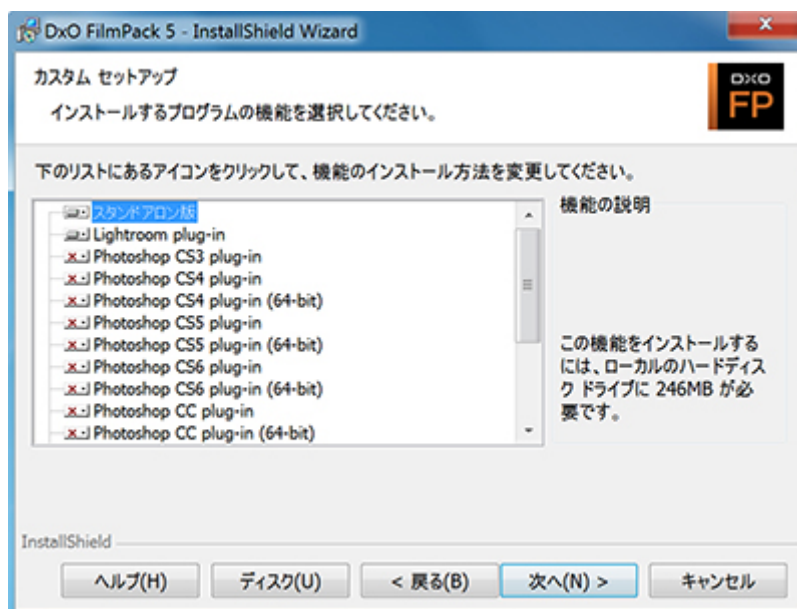 DxO FilmPack 5 - InstallShield Wizard
カスタム セットアップ
インストールするプログラムの機能を選択してください。
DXO
FP
下のリストにあるアイコンをクリックして、機能のインストール方法を変更してください。
スタンドアロン版
Lightroom plug-in
Photoshop CS3 plug-in
Photoshop CS4 plug-in
Photoshop CS4 plug-in (64-bit)
Photoshop CS5 plug-in
Photoshop CS5 plug-in (64-bit)
Photoshop CS6 plug-in
Photoshop CS6 plug-in (64-bit)
Photoshop CC plug-in
Photoshop CC plug-in (64-bit)
機能の説明
この機能をインストールする
には、ローカルのハードディス
ク ドライブに 246MB が必
要です。
InstallShield
ヘルプ(H)
ディスク(U)
< 戻る(B)
次へ(N) >
キャンセル